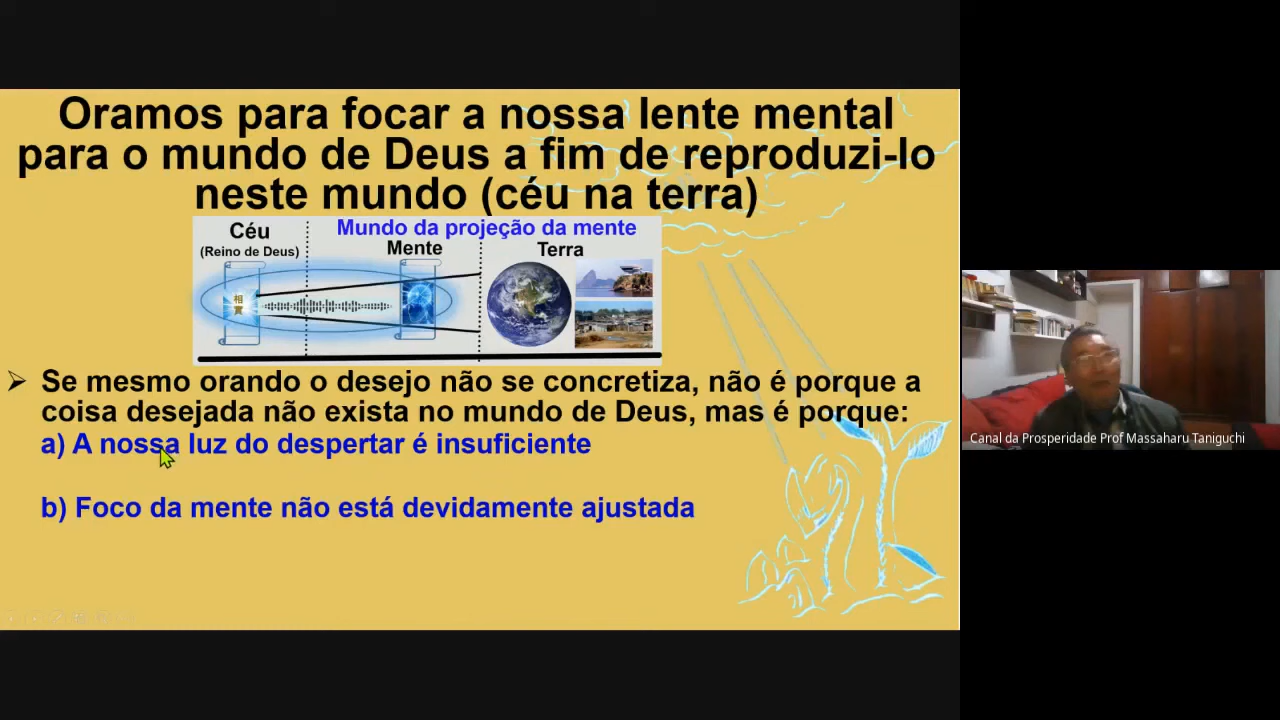 Oramos para focar a nossa lente mental
para o mundo de Deus a fim de reproduzi-lo
neste mundo (céu na terra)
Mundo da projeção da mente
Céu
(Reino de Deus)
Mente
Terra
相
實
Se mesmo orando o desejo não se concretiza, não é porque a
coisa desejada não exista no mundo de Deus, mas é porque:
a) A nossa luz do despertar é insuficiente
b) Foco da mente não está devidamente ajustada
Canal da Prosperidade Prof Massaharu Taniguchi